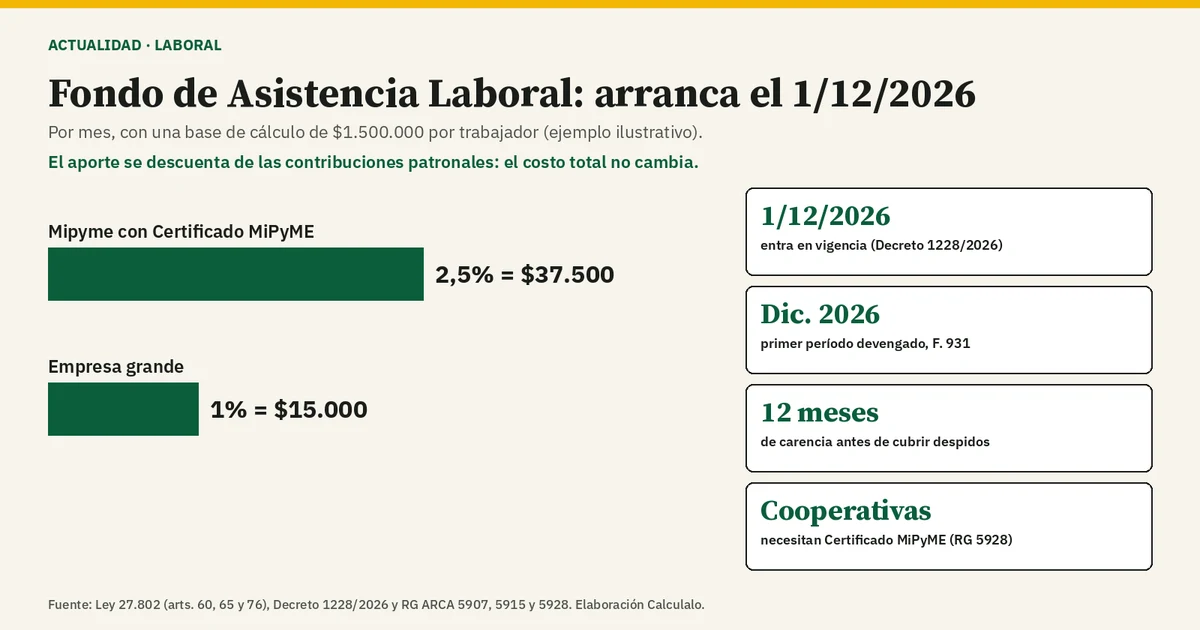 ACTUALIDAD · LABORAL
Fondo de Asistencia Laboral: arranca el 1/12/2026
Por mes, con una base de cálculo de $1.500.000 por trabajador (ejemplo ilustrativo).
El aporte se descuenta de las contribuciones patronales: el costo total no cambia.
Mipyme con Certificado MiPyME
2,5% = $37.500
Empresa grande
1% = $15.000
1/12/2026
entra en vigencia (Decreto 1228/2026)
Dic. 2026
primer período devengado, F. 931
12 meses
de carencia antes de cubrir despidos
Cooperativas
necesitan Certificado MiPyME (RG 5928)
Fuente: Ley 27.802 (arts. 60, 65 y 76), Decreto 1228/2026 y RG ARCA 5907, 5915 y 5928. Elaboración Calculalo.